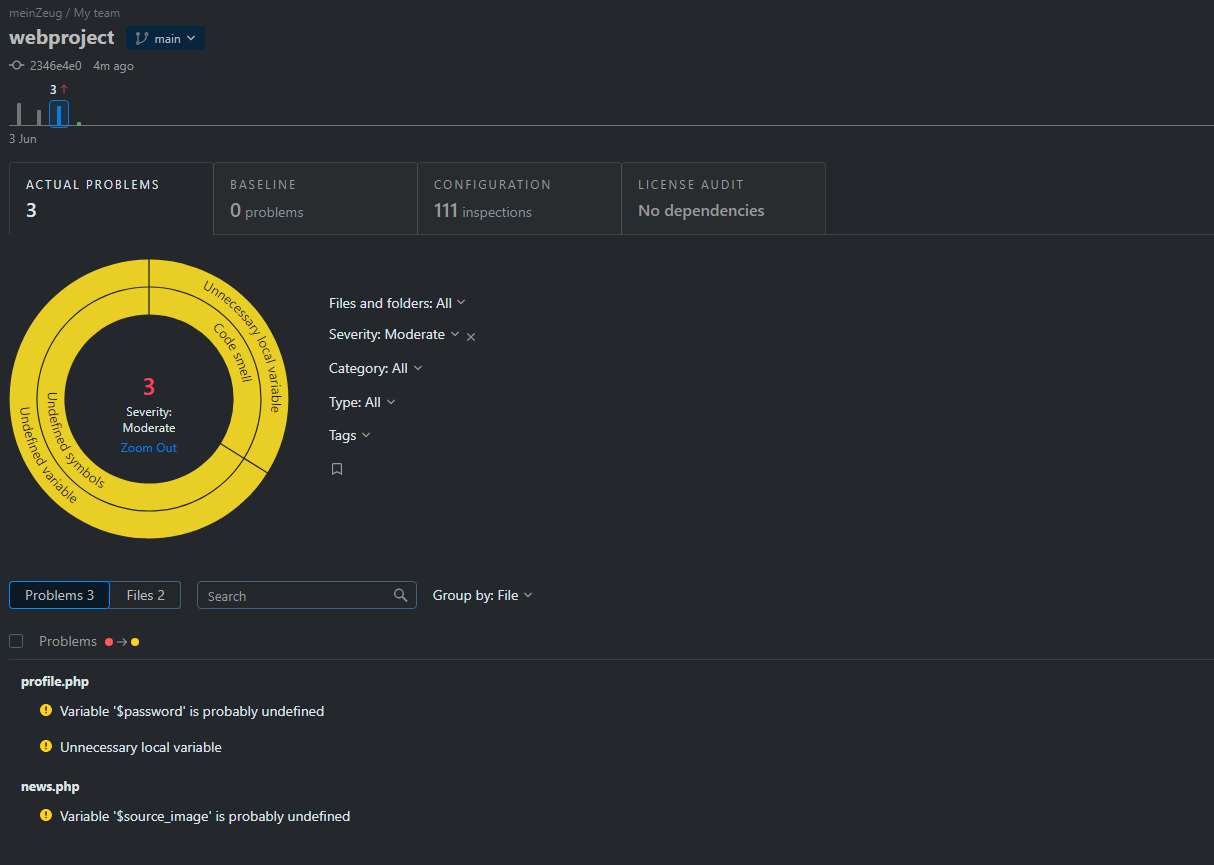 meinZeug / My team
webproject
main
2346e4e0 4m ago
3 ↑
3 Jun
ACTUAL PROBLEMS
3
BASELINE
0 problems
CONFIGURATION
111 inspections
LICENSE AUDIT
No dependencies
Unnecessary local variable
Code smell
Undefined symbols
Undefined variable
3
Severity:
Moderate
Zoom Out
Files and folders: All
Severity: Moderate
Category: All
Type: All
Tags
Problems 3
Files 2
Search
Group by: File
Problems
profile.php
Variable '$password' is probably undefined
Unnecessary local variable
news.php
Variable '$source_image' is probably undefined